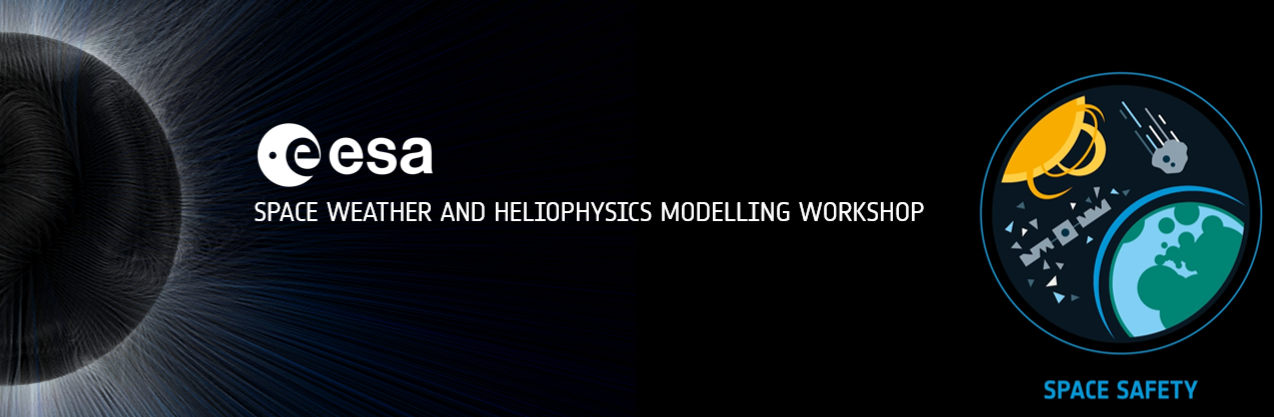 esa
SPACE WEATHER AND HELIOPHYSICS MODELLING WORKSHOP
SPACE SAFETY